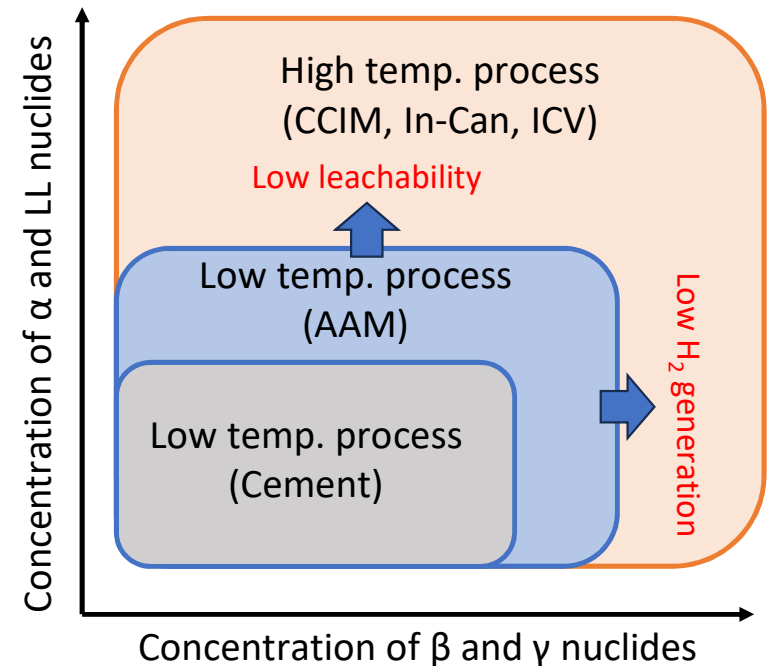 High temp. process
(CCIM, In-Can, ICV)
Low leachability
Low temp. process
(AAM)
Low H₂ generation
Low temp. process
(Cement)
Concentration of α and LL nuclides
Concentration of β and γ nuclides